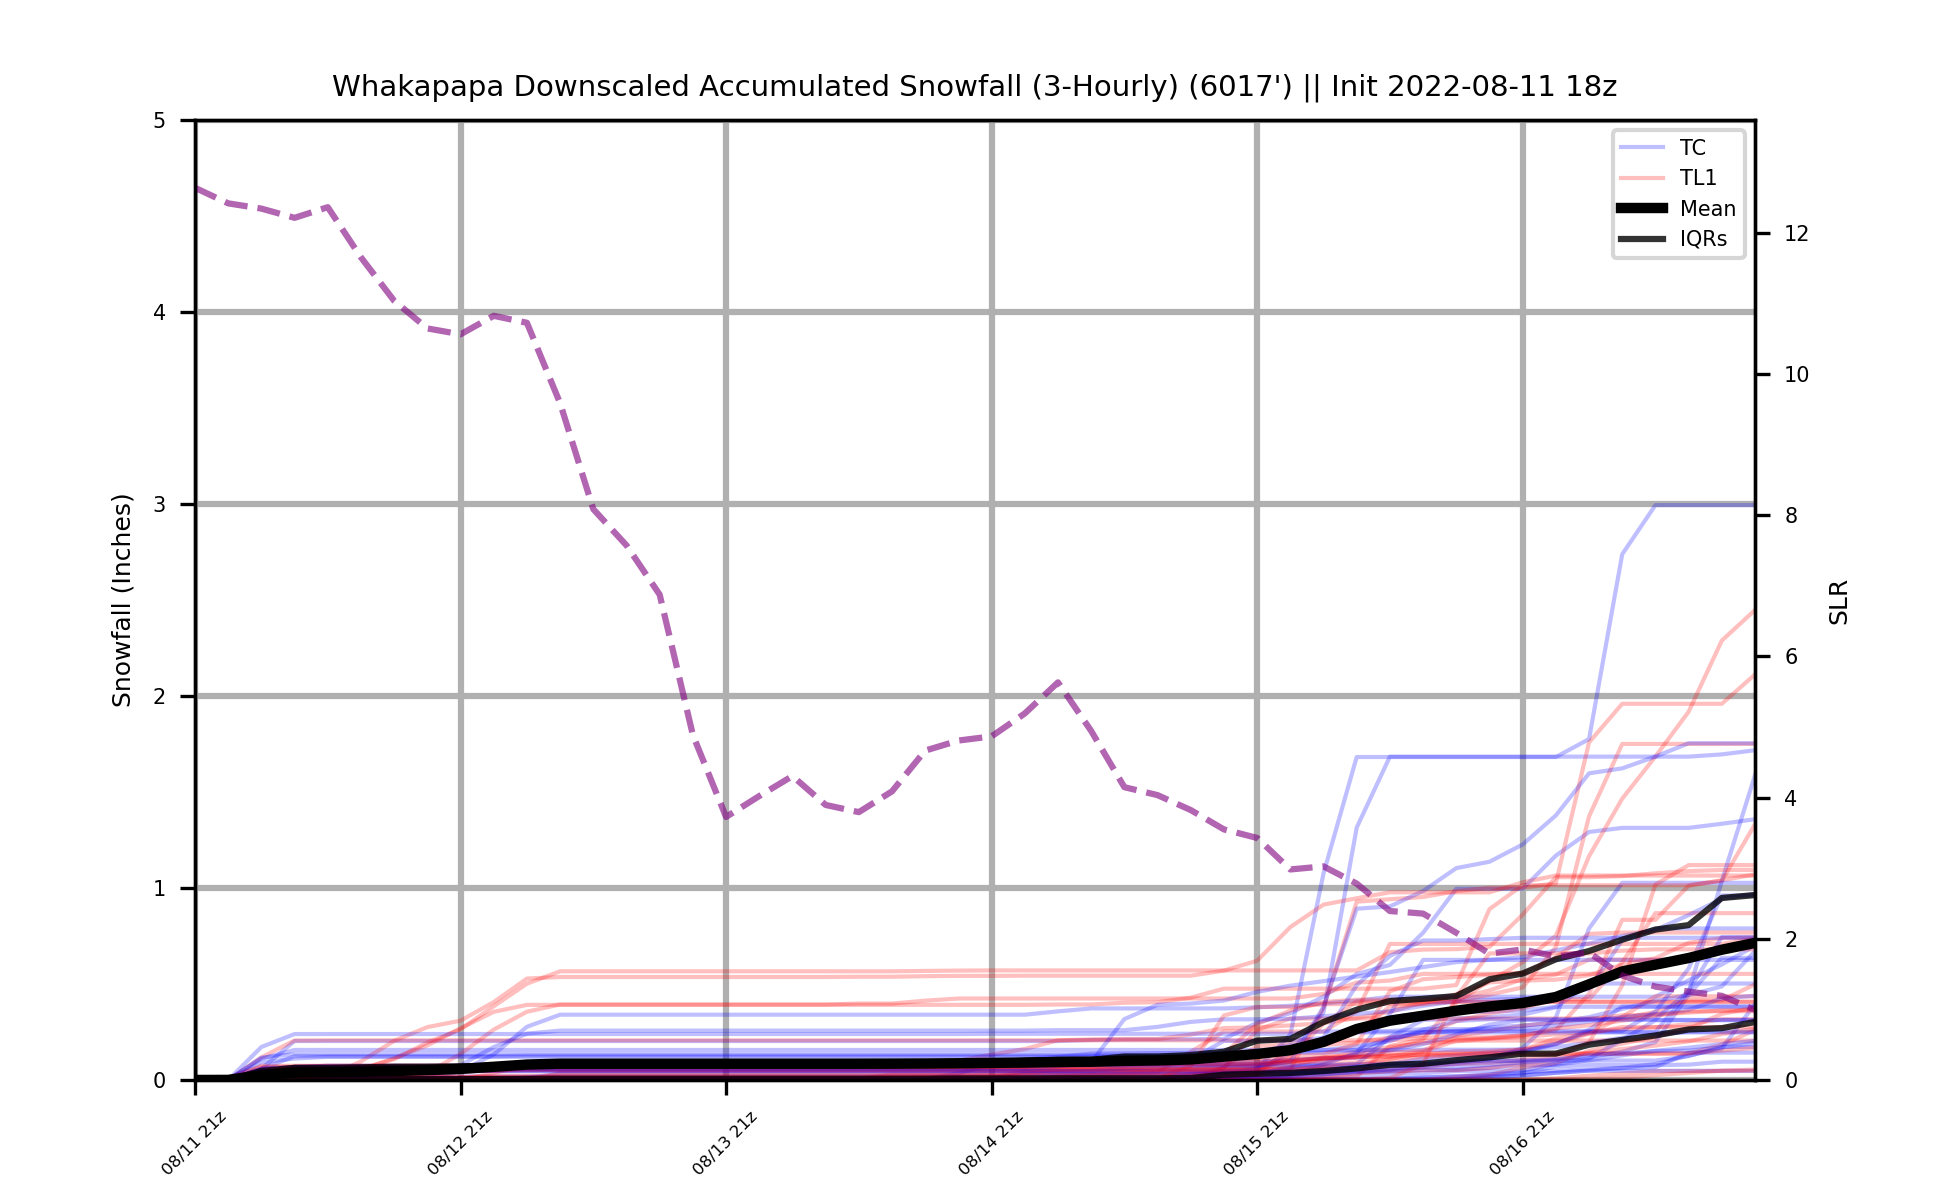 Whakapapa Downscaled Accumulated Snowfall (3-Hourly) (6017') || Init 2022-08-11 18z
TC
TL1
Mean
IQRs
Snowfall (Inches)
5
4
3
2
1
0
SLR
12
10
8
6
4
2
0
08/11 21z
08/12 21z
08/13 21z
08/14 21z
08/15 21z
08/16 21z